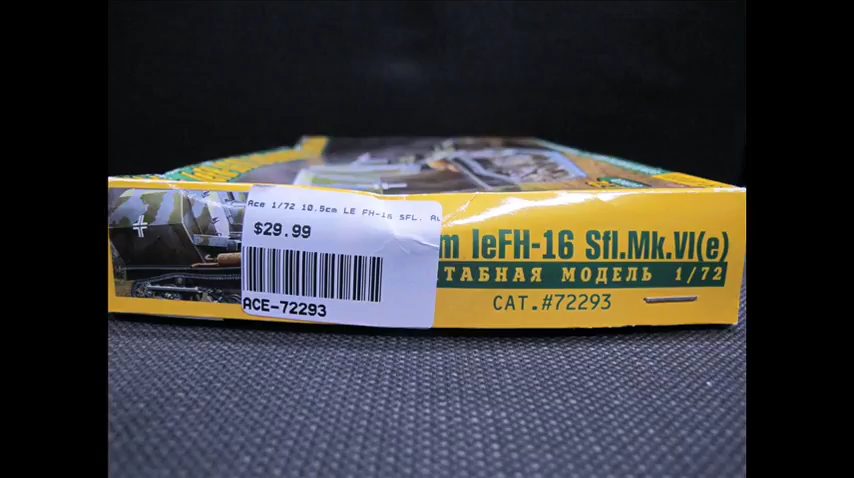 Ace 1/72 10.5cm LE FH-16 SFL.
$29.99
ACE-72293
m leFH-16 Sfl.Mk.VI(e)
ТАБНАЯ МОДЕЛЬ 1/72
CAT.#72293